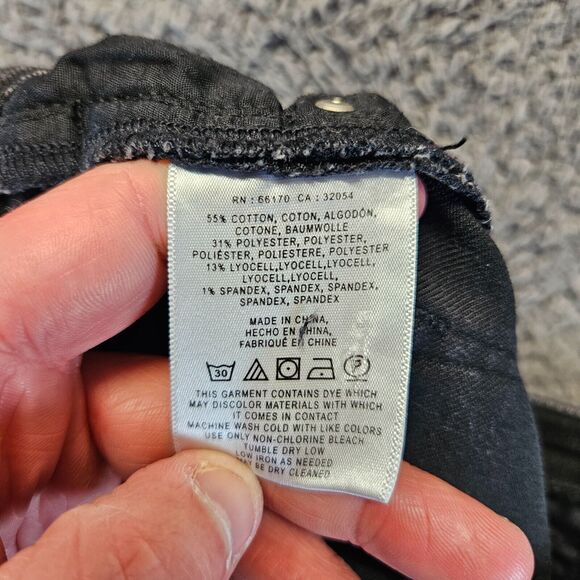 RN : 66170 CA : 32054
55% COTTON, COTON, ALGODÓN,
COTONE, BAUMWOLLE
31% POLYESTER, POLYESTER,
POLIÉSTER, POLIESTERE, POLYESTER
13% LYOCELL,LYOCELL,LYOCELL,
LYOCELL,LYOCELL
1% SPANDEX, SPANDEX, SPANDEX,
SPANDEX, SPANDEX
MADE IN CHINA,
HECHO EN CHINA,
FABRIQUÉ EN CHINE
30 P
THIS GARMENT CONTAINS DYE WHICH
MAY DISCOLOR MATERIALS WITH WHICH
IT COMES IN CONTACT
MACHINE WASH COLD WITH LIKE COLORS
USE ONLY NON-CHLORINE BLEACH
TUMBLE DRY LOW
LOW IRON AS NEEDED
MAY BE DRY CLEANED